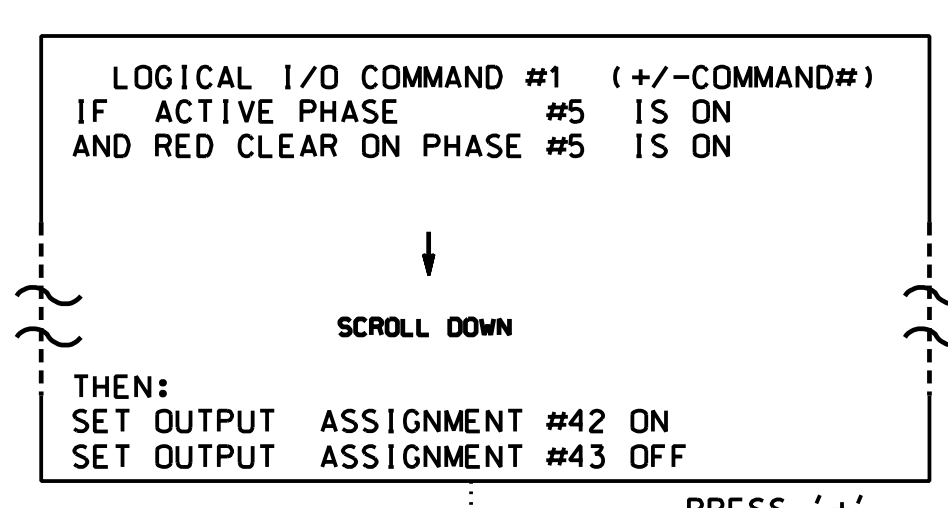 LOGICAL I/O COMMAND #1 (+/-COMMAND#)
IF ACTIVE PHASE #5 IS ON
AND RED CLEAR ON PHASE #5 IS ON
SCROLL DOWN
THEN:
SET OUTPUT ASSIGNMENT #42 ON
SET OUTPUT ASSIGNMENT #43 OFF
PRESS '+'